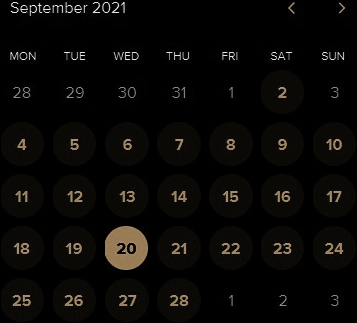 September 2021
MON TUE WED THU FRI SAT SUN
28 29 30 31 1 2 3
4 5 6 7 8 9 10
11 12 13 14 15 16 17
18 19 20 21 22 23 24
25 26 27 28 1 2 3